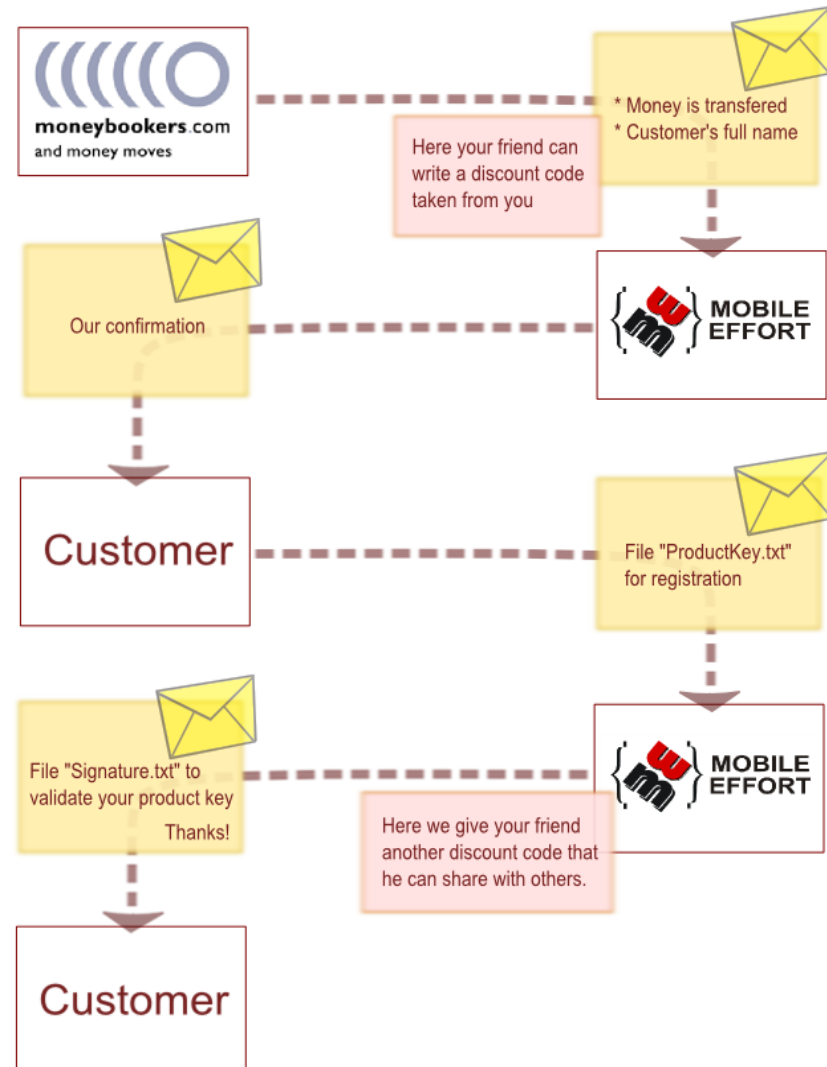 moneybookers.com
and money moves
* Money is transfered
* Customer's full name
Here your friend can
write a discount code
taken from you
Our confirmation
MOBILE
EFFORT
Customer
File "ProductKey.txt"
for registration
File "Signature.txt" to
validate your product key
Thanks!
MOBILE
EFFORT
Here we give your friend
another discount code that
he can share with others.
Customer